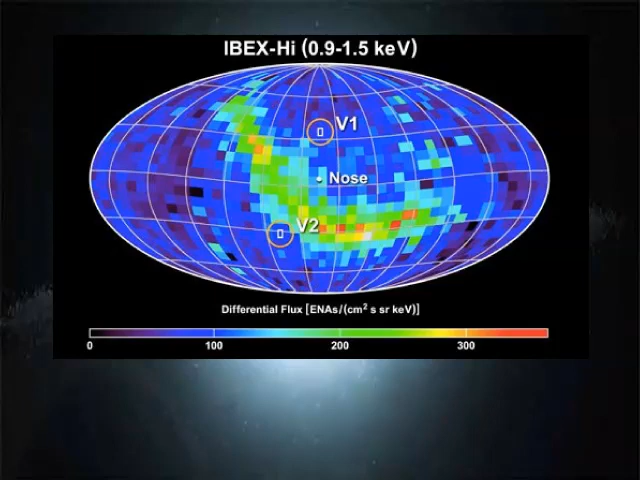 IBEX-Hi (0.9-1.5 keV)
V1
Nose
V2
Differential Flux [ENAs/(cm² s sr keV)]
0 100 200 300